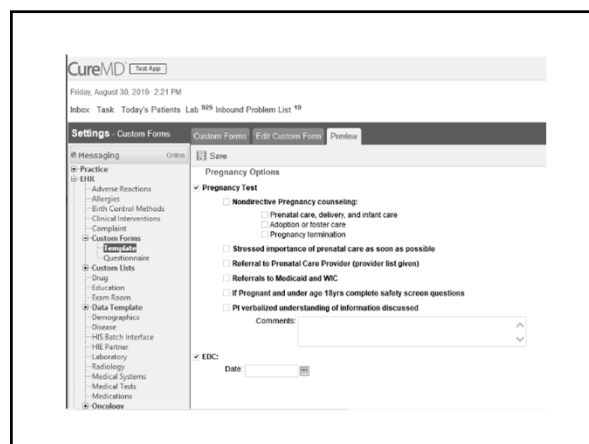 CureMD Test App
Friday, August 30, 2019 2:21 PM
Inbox Task Today's Patients Lab 925 Inbound Problem List 19
Settings - Custom Forms
Custom Forms Edit Custom Form Preview
Messaging Online
Save
Practice
EHR
Adverse Reactions
Allergies
Birth Control Methods
Clinical Interventions
Complaint
Custom Forms
Template
Questionnaire
Custom Lists
Drug
Education
Exam Room
Data Template
Demographics
Disease
HIS Batch Interface
HIE Partner
Laboratory
Radiology
Medical Systems
Medical Tests
Medications
Oncology
Pregnancy Options
Pregnancy Test
Nondirective Pregnancy counseling:
Prenatal care, delivery, and infant care
Adoption or foster care
Pregnancy termination
Stressed importance of prenatal care as soon as possible
Referral to Prenatal Care Provider (provider list given)
Referrals to Medicaid and WIC
If Pregnant and under age 18yrs complete safety screen questions
Pt verbalized understanding of information discussed
Comments:
EDC:
Date: